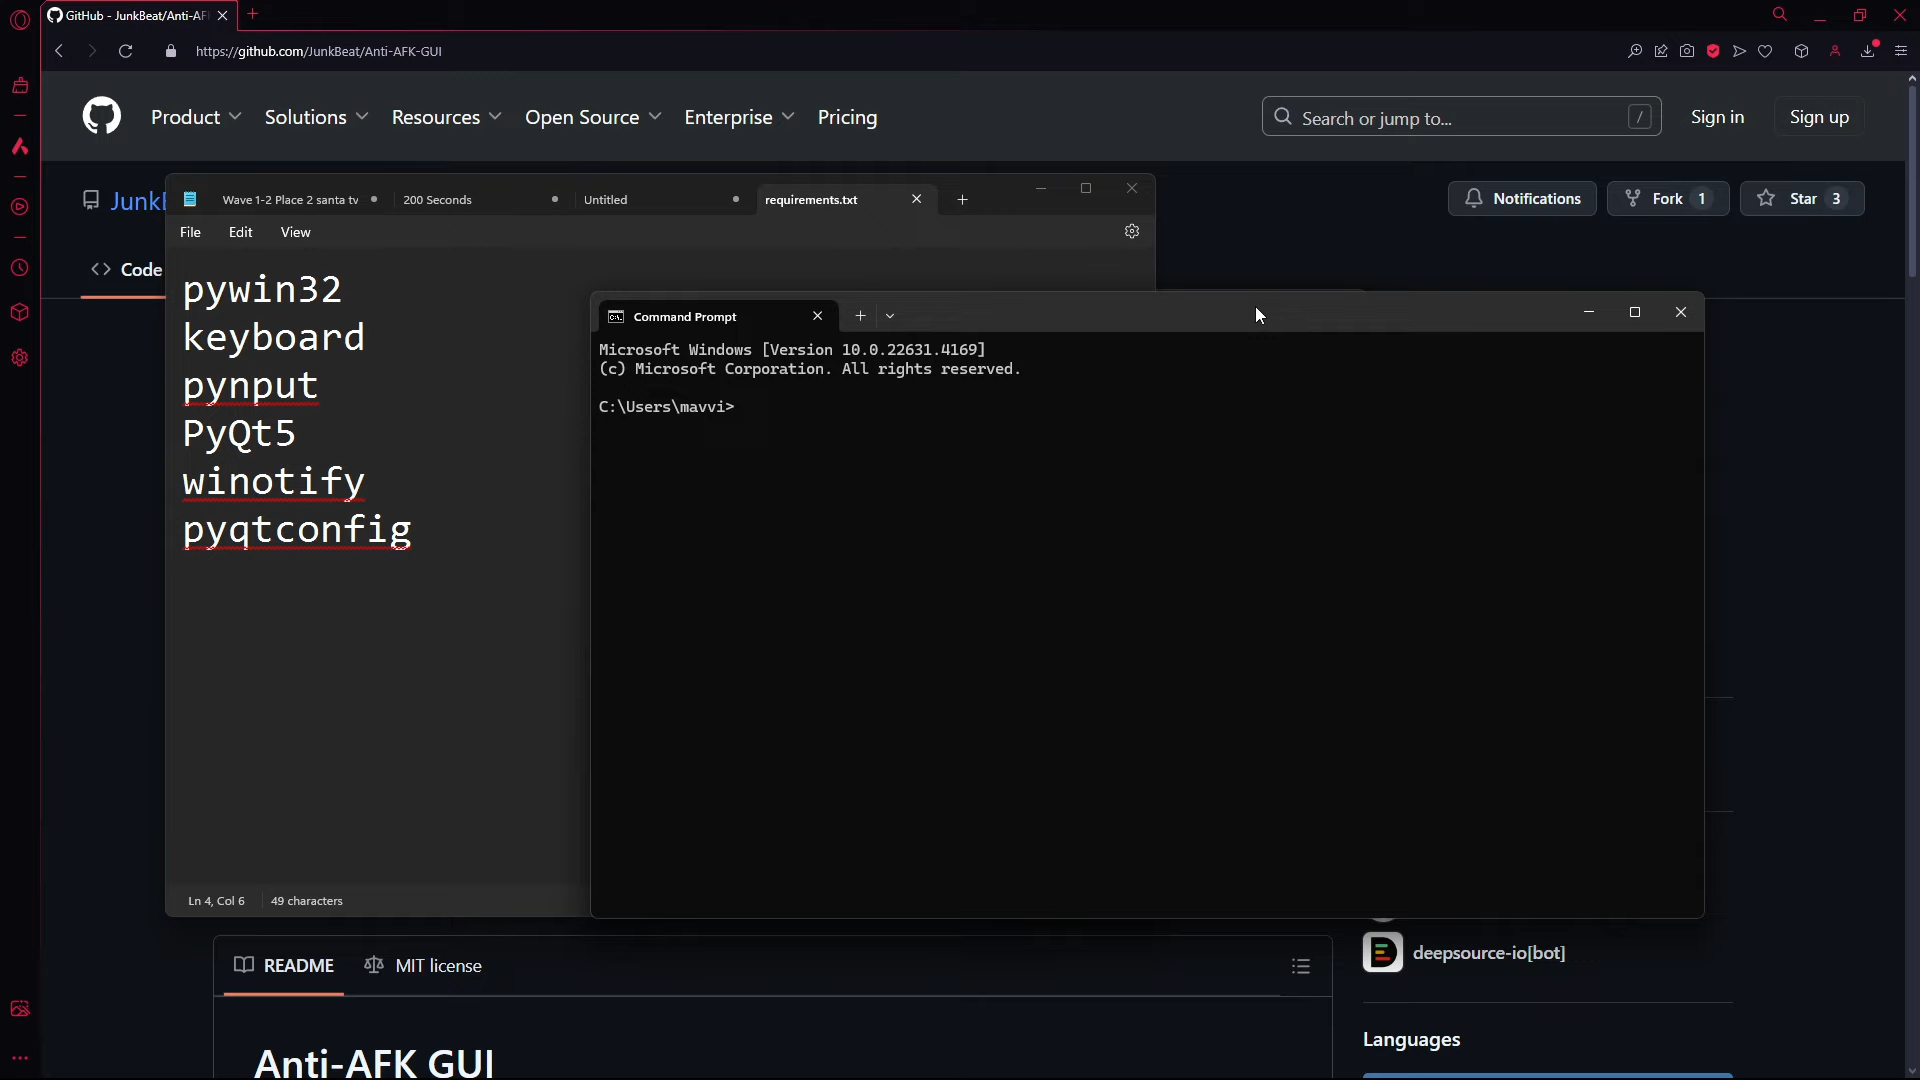 GitHub - JunkBeat/Anti-AF
https://github.com/JunkBeat/Anti-AFK-GUI
Product Solutions Resources Open Source Enterprise Pricing
Search or jump to... /
Sign in Sign up
Notifications Fork 1 Star 3
Code
Wave 1-2 Place 2 santa tv 200 Seconds Untitled requirements.txt
File Edit View
pywin32
keyboard
pynput
PyQt5
winotify
pyqtconfig
Ln 4, Col 6 49 characters
Command Prompt
Microsoft Windows [Version 10.0.22631.4169]
(c) Microsoft Corporation. All rights reserved.
C:\Users\mavvi>
README MIT license
Anti-AFK GUI
deepsource-io[bot]
Languages